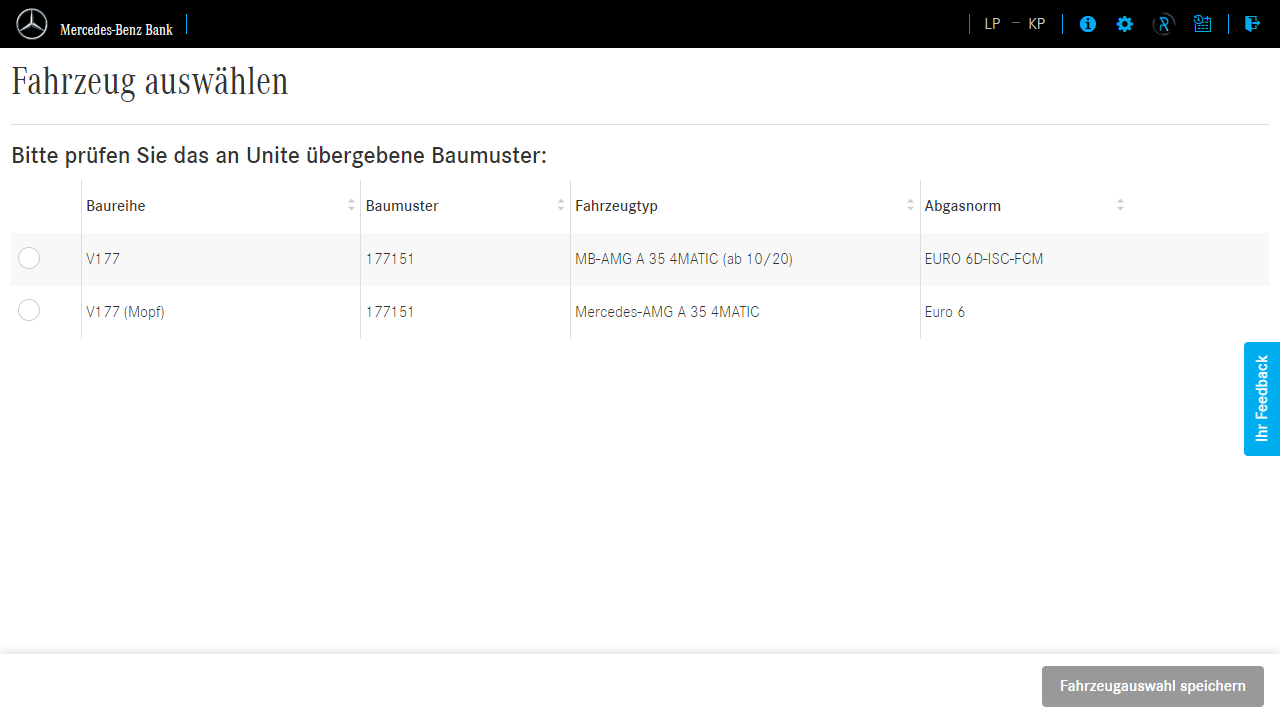 Mercedes-Benz Bank
LP – KP
Fahrzeug auswählen
Bitte prüfen Sie das an Unite übergebene Baumuster:
Baureihe Baumuster Fahrzeugtyp Abgasnorm
V177 177151 MB-AMG A 35 4MATIC (ab 10/20) EURO 6D-ISC-FCM
V177 (Mopf) 177151 Mercedes-AMG A 35 4MATIC Euro 6
Ihr Feedback
Fahrzeugauswahl speichern